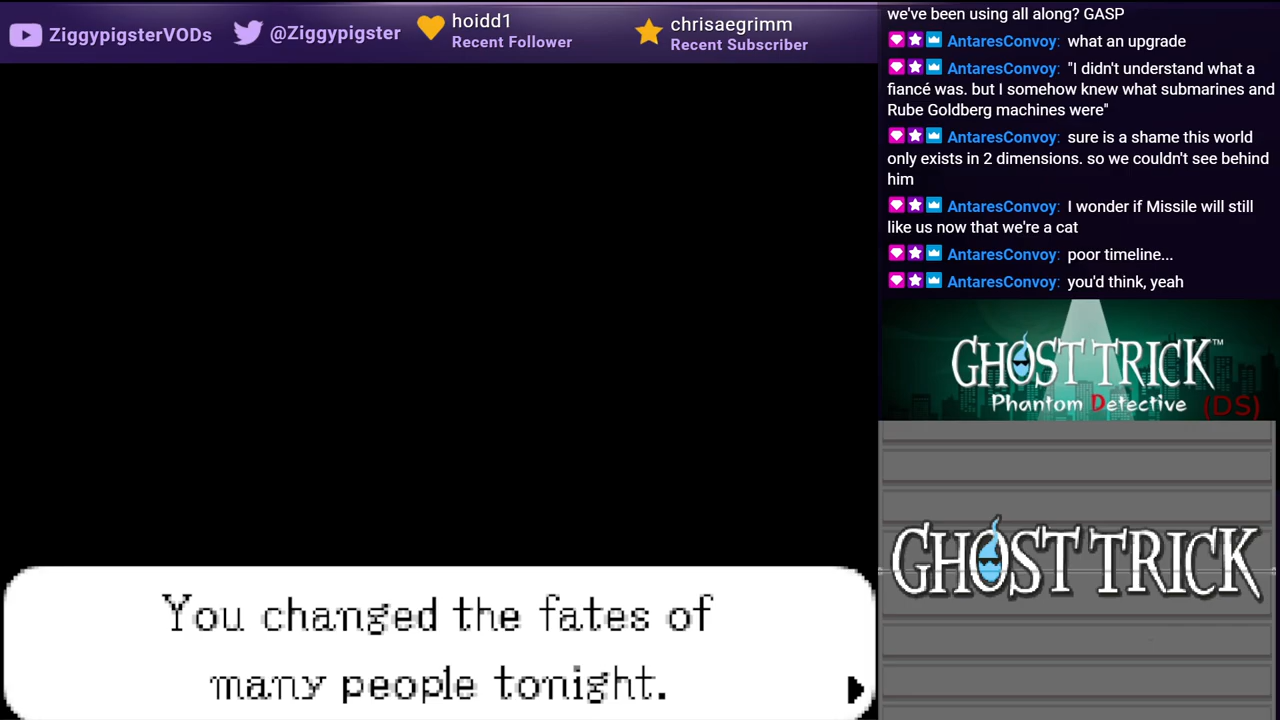 ZiggypigsterVODs
@Ziggypigster
hoidd1
Recent Follower
chrisaegrimm
Recent Subscriber
we've been using all along? GASP
AntaresConvoy: what an upgrade
AntaresConvoy: "I didn't understand what a
fiancé was. but I somehow knew what submarines and
Rube Goldberg machines were"
AntaresConvoy: sure is a shame this world
only exists in 2 dimensions. so we couldn't see behind
him
AntaresConvoy: I wonder if Missile will still
like us now that we're a cat
AntaresConvoy: poor timeline...
AntaresConvoy: you'd think, yeah
GHOST TRICK™
Phantom Detective (DS)
GHOST TRICK
You changed the fates of
many people tonight.